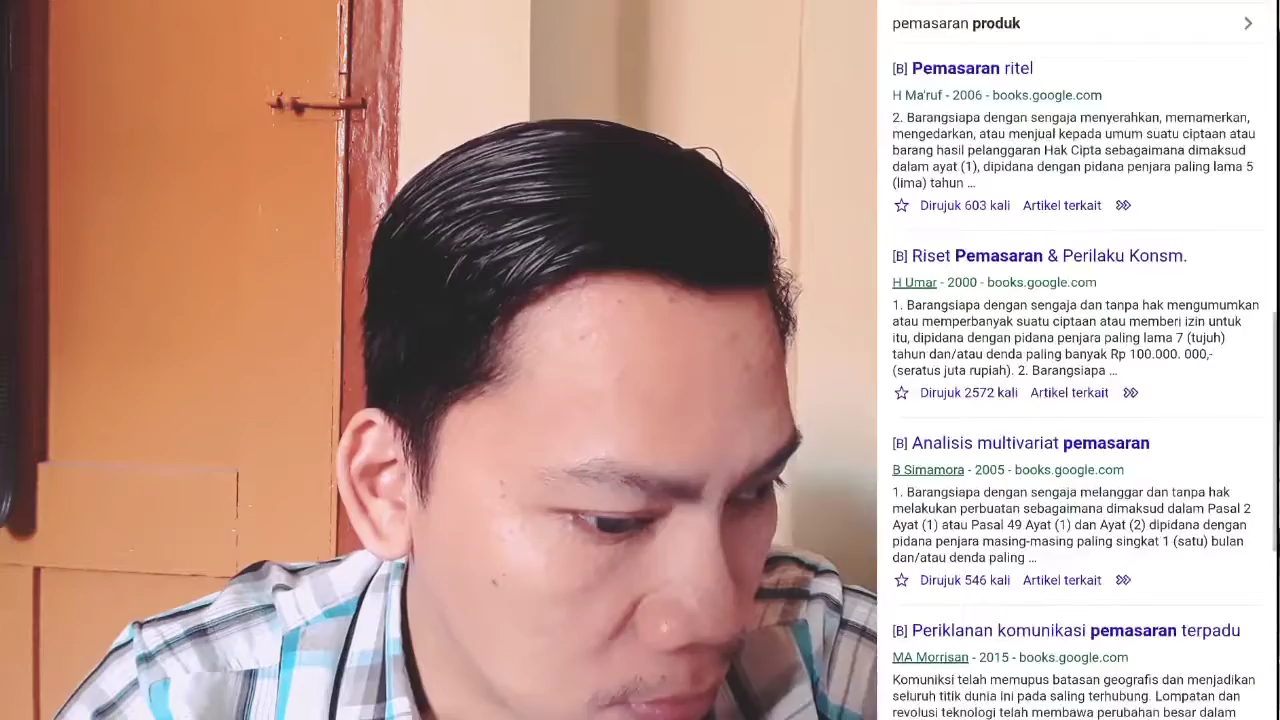 pemasaran produk
[B] Pemasaran ritel
H Ma'ruf - 2006 - books.google.com
2. Barangsiapa dengan sengaja menyerahkan, memamerkan,
mengedarkan, atau menjual kepada umum suatu ciptaan atau
barang hasil pelanggaran Hak Cipta sebagaimana dimaksud
dalam ayat (1), dipidana dengan pidana penjara paling lama 5
(lima) tahun ...
Dirujuk 603 kali Artikel terkait
[B] Riset Pemasaran & Perilaku Konsm.
H Umar - 2000 - books.google.com
1. Barangsiapa dengan sengaja dan tanpa hak mengumumkan
atau memperbanyak suatu ciptaan atau memberi izin untuk
itu, dipidana dengan pidana penjara paling lama 7 (tujuh)
tahun dan/atau denda paling banyak Rp 100.000. 000,-
(seratus juta rupiah). 2. Barangsiapa ...
Dirujuk 2572 kali Artikel terkait
[B] Analisis multivariat pemasaran
B Simamora - 2005 - books.google.com
1. Barangsiapa dengan sengaja melanggar dan tanpa hak
melakukan perbuatan sebagaimana dimaksud dalam Pasal 2
Ayat (1) atau Pasal 49 Ayat (1) dan Ayat (2) dipidana dengan
pidana penjara masing-masing paling singkat 1 (satu) bulan
dan/atau denda paling ...
Dirujuk 546 kali Artikel terkait
[B] Periklanan komunikasi pemasaran terpadu
MA Morrisan - 2015 - books.google.com
Komuniksi telah memupus batasan geografis dan menjadikan
seluruh titik dunia ini pada saling terhubung. Lompatan dan
revolusi teknologi telah membawa perubahan besar dalam